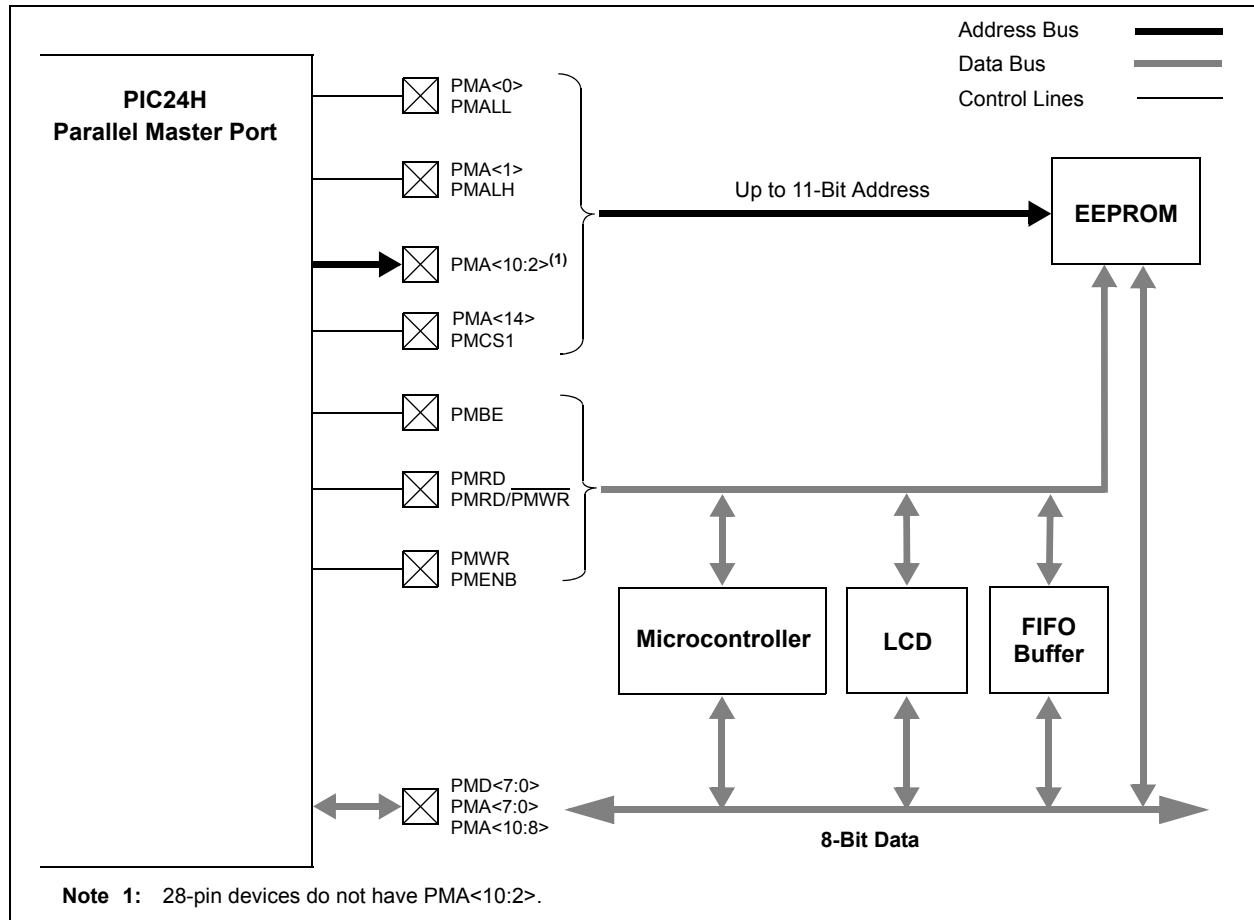 Address Bus
Data Bus
Control Lines
PIC24H
Parallel Master Port
PMA<0>
PMALL
PMA<1>
PMALH
PMA<10:2>(1)
PMA<14>
PMCS1
PMBE
PMRD
PMRD/PMWR
PMWR
PMENB
PMD<7:0>
PMA<7:0>
PMA<10:8>
Up to 11-Bit Address
EEPROM
Microcontroller
LCD
FIFO
Buffer
8-Bit Data
Note 1: 28-pin devices do not have PMA<10:2>.